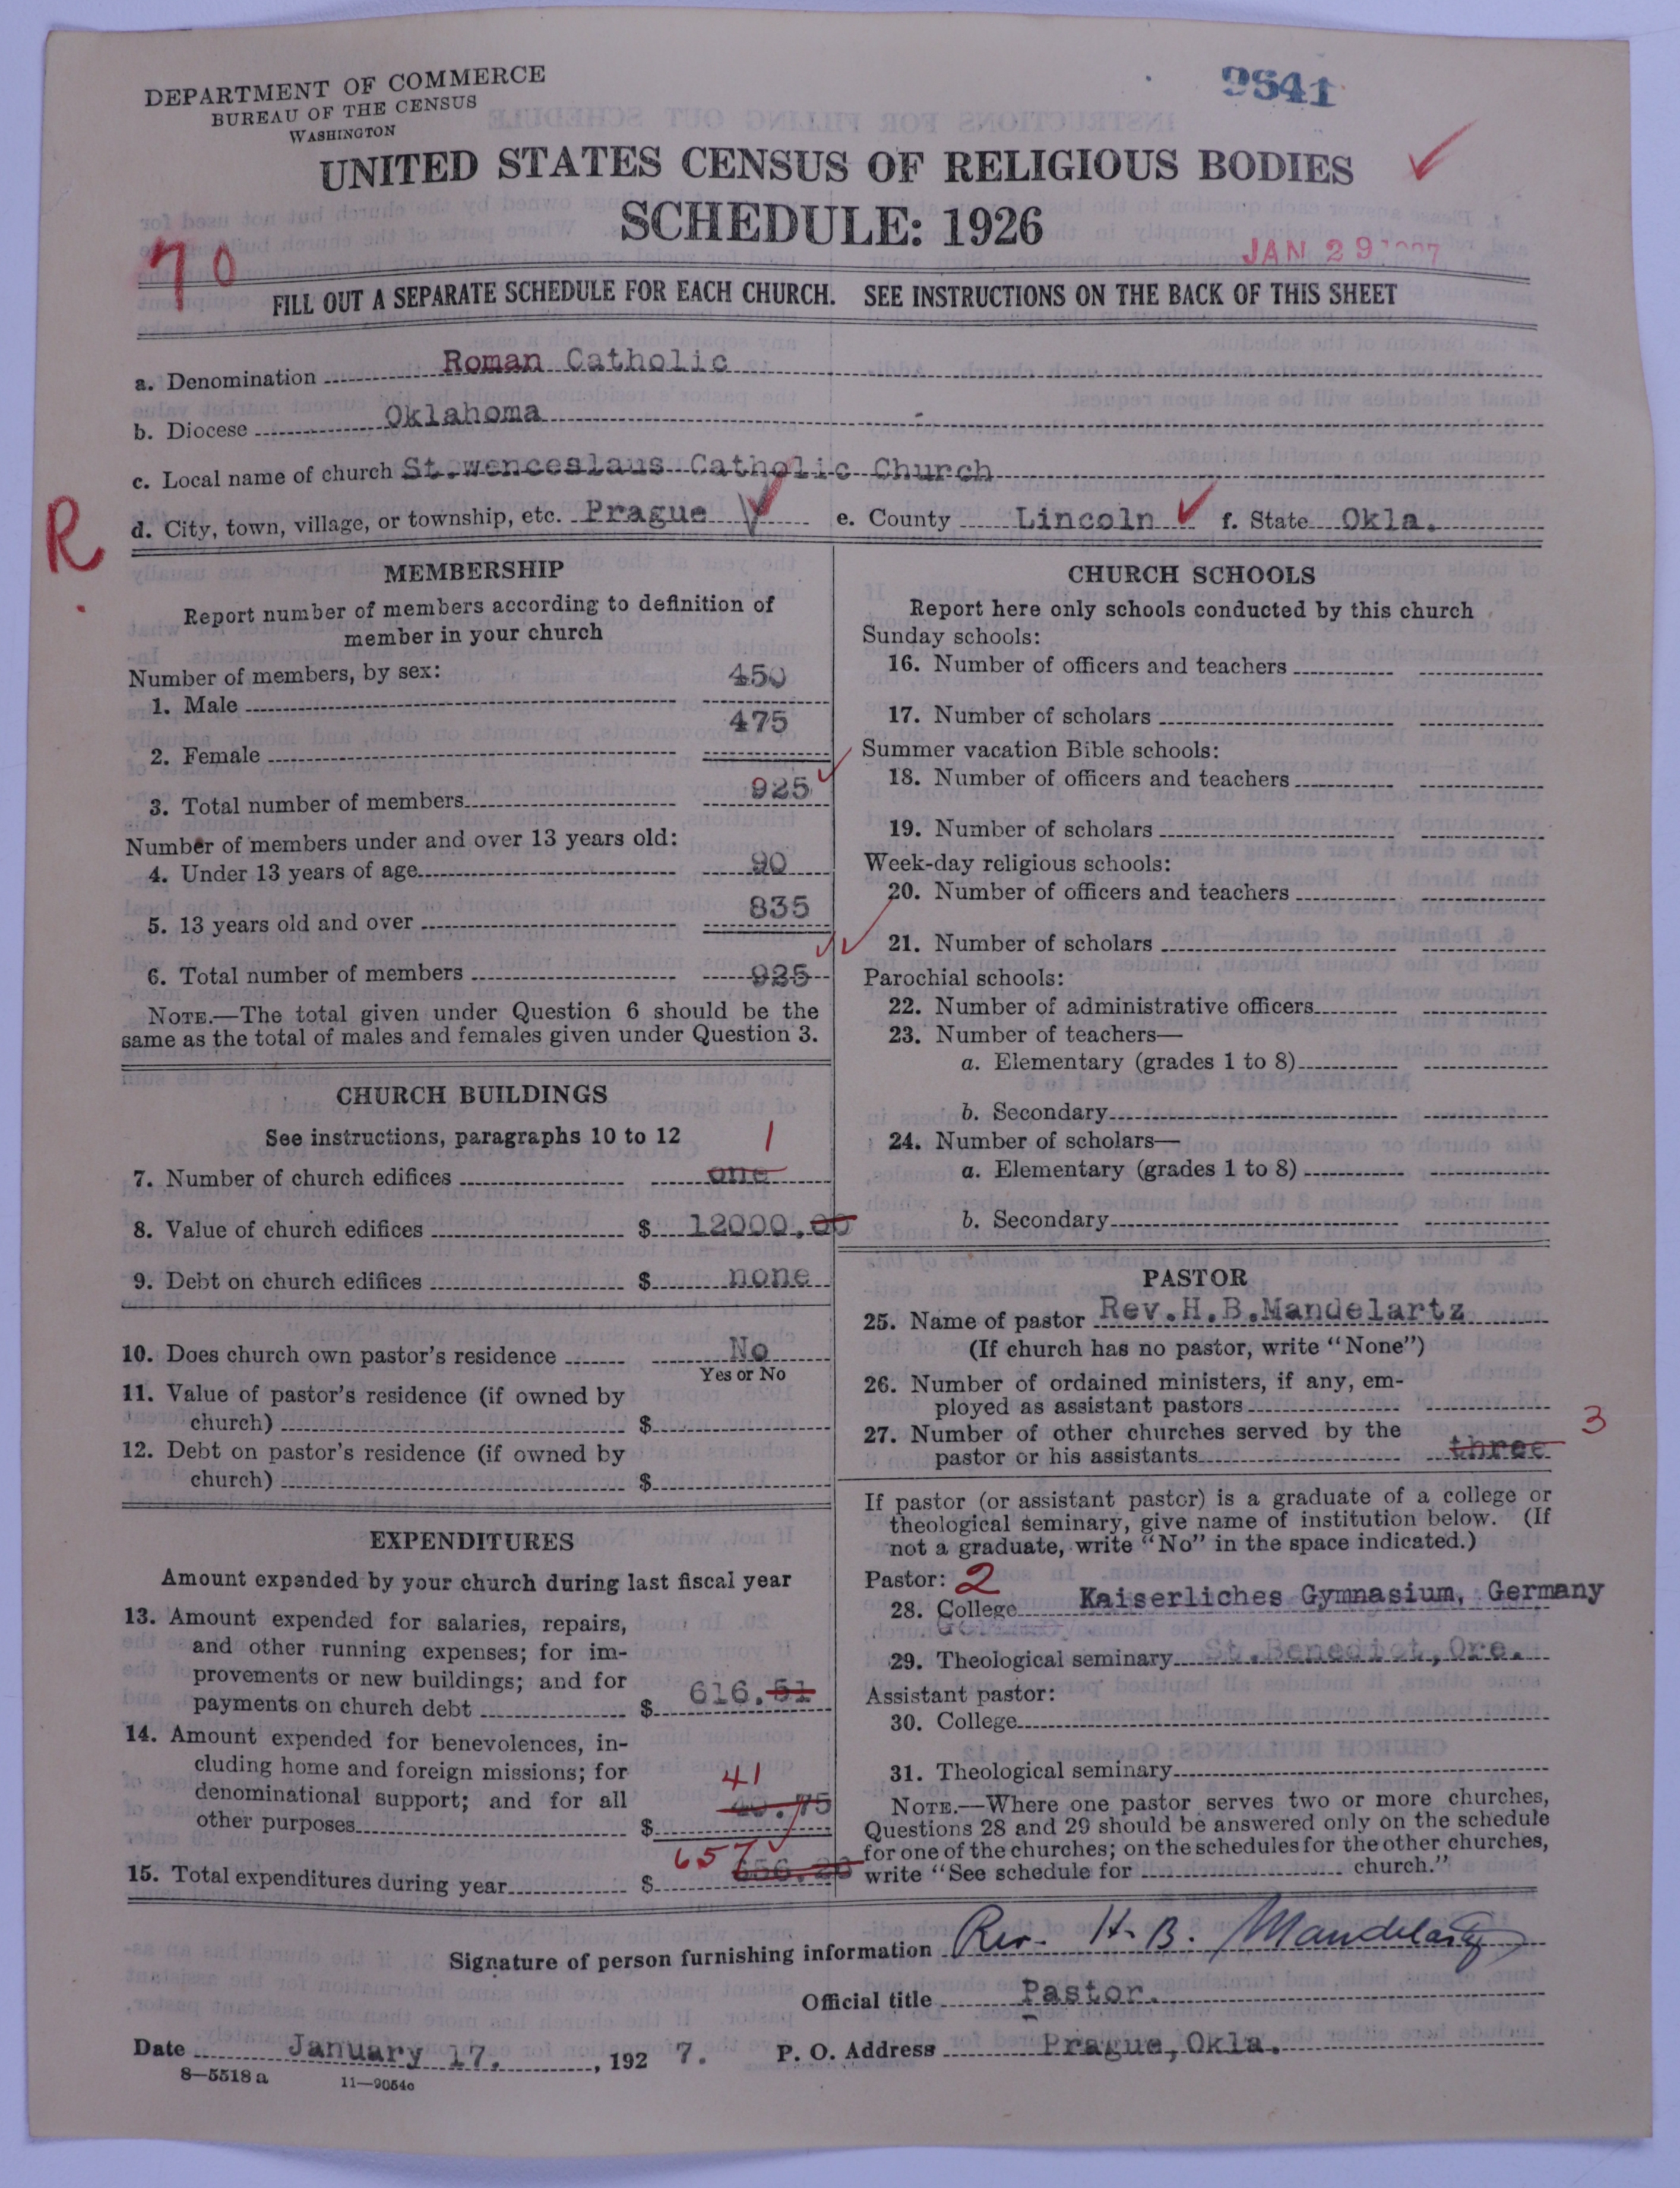 DEPARTMENT OF COMMERCE
BUREAU OF THE CENSUS
WASHINGTON
9541
UNITED STATES CENSUS OF RELIGIOUS BODIES
SCHEDULE: 1926
JAN 29
70
FILL OUT A SEPARATE SCHEDULE FOR EACH CHURCH. SEE INSTRUCTIONS ON THE BACK OF THIS SHEET
a. Denomination Roman Catholic
b. Diocese Oklahoma
c. Local name of church St.wenceslaus Catholic Church
R
d. City, town, village, or township, etc. Prague e. County Lincoln f. State Okla.
MEMBERSHIP
Report number of members according to definition of
member in your church
Number of members, by sex:
1. Male 450
2. Female 475
3. Total number of members 925
Number of members under and over 13 years old:
4. Under 13 years of age 90
5. 13 years old and over 835
6. Total number of members 925
NOTE.—The total given under Question 6 should be the
same as the total of males and females given under Question 3.
CHURCH BUILDINGS
See instructions, paragraphs 10 to 12
1
7. Number of church edifices one
8. Value of church edifices $ 12000.00
9. Debt on church edifices $ none
10. Does church own pastor's residence No
Yes or No
11. Value of pastor's residence (if owned by
church) $
12. Debt on pastor's residence (if owned by
church) $
EXPENDITURES
Amount expended by your church during last fiscal year
13. Amount expended for salaries, repairs,
and other running expenses; for im-
provements or new buildings; and for
payments on church debt $ 616.51
14. Amount expended for benevolences, in-
cluding home and foreign missions; for
denominational support; and for all
41
other purposes $
657
15. Total expenditures during year $ 656.26
CHURCH SCHOOLS
Report here only schools conducted by this church
Sunday schools:
16. Number of officers and teachers
17. Number of scholars
Summer vacation Bible schools:
18. Number of officers and teachers
19. Number of scholars
Week-day religious schools:
20. Number of officers and teachers
21. Number of scholars
Parochial schools:
22. Number of administrative officers
23. Number of teachers—
a. Elementary (grades 1 to 8)
b. Secondary
24. Number of scholars—
a. Elementary (grades 1 to 8)
b. Secondary
PASTOR
25. Name of pastor Rev.H.B.Mandelartz
(If church has no pastor, write "None")
26. Number of ordained ministers, if any, em-
ployed as assistant pastors
27. Number of other churches served by the
pastor or his assistants three 3
If pastor (or assistant pastor) is a graduate of a college or
theological seminary, give name of institution below. (If
not a graduate, write "No" in the space indicated.)
Pastor: 2
28. College Kaiserliches Gymnasium, Germany
29. Theological seminary St.Benedict,Ore.
Assistant pastor:
30. College
31. Theological seminary
NOTE.—Where one pastor serves two or more churches,
Questions 28 and 29 should be answered only on the schedule
for one of the churches; on the schedules for the other churches,
write "See schedule for church."
Signature of person furnishing information Rev. H. B. Mandelartz
Official title Pastor.
Date January 17, , 192 7. P. O. Address Prague,Okla.
8—5518 a 11—9054c